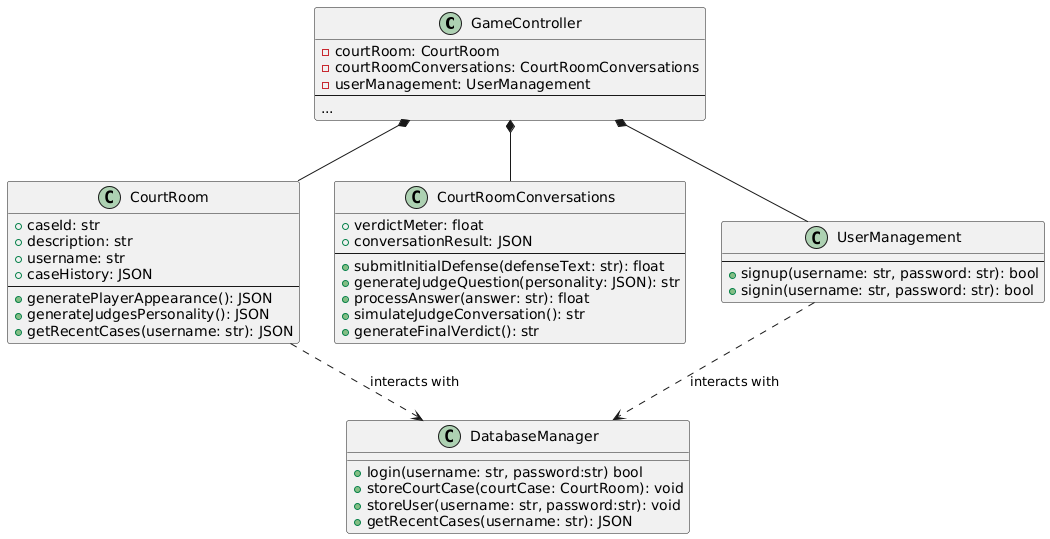 C GameController
courtRoom: CourtRoom
courtRoomConversations: CourtRoomConversations
userManagement: UserManagement
...
C CourtRoom
caseId: str
description: str
username: str
caseHistory: JSON
generatePlayerAppearance(): JSON
generateJudgesPersonality(): JSON
getRecentCases(username: str): JSON
C CourtRoomConversations
verdictMeter: float
conversationResult: JSON
submitInitialDefense(defenseText: str): float
generateJudgeQuestion(personality: JSON): str
processAnswer(answer: str): float
simulateJudgeConversation(): str
generateFinalVerdict(): str
C UserManagement
signup(username: str, password: str): bool
signin(username: str, password: str): bool
interacts with
interacts with
C DatabaseManager
login(username: str, password:str) bool
storeCourtCase(courtCase: CourtRoom): void
storeUser(username: str, password:str): void
getRecentCases(username: str): JSON